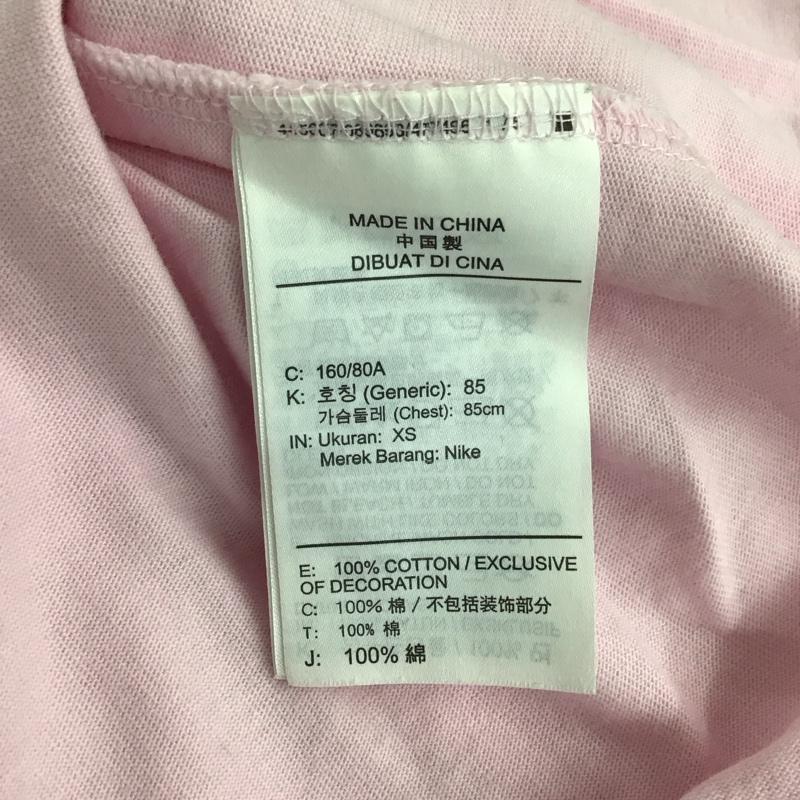 MADE IN CHINA
中国製
DIBUAT DI CINA
C: 160/80A
K: 호칭 (Generic): 85
가슴둘레 (Chest): 85cm
IN: Ukuran: XS
Merek Barang: Nike
E: 100% COTTON / EXCLUSIVE
OF DECORATION
C: 100% 棉 / 不包括装饰部分
T: 100% 棉
J: 100% 綿